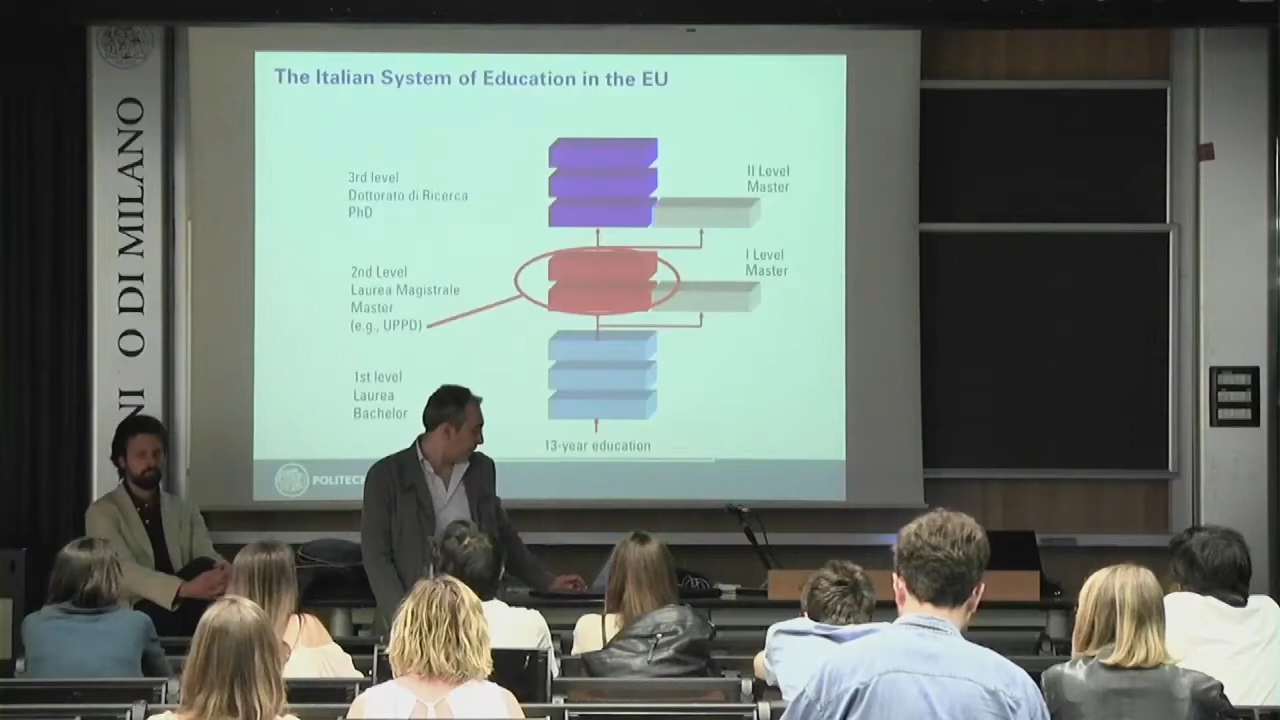 The Italian System of Education in the EU
3rd level
Dottorato di Ricerca
PhD
II Level
Master
2nd Level
Laurea Magistrale
Master
(e.g., UPPD)
I Level
Master
1st level
Laurea
Bachelor
13-year education
POLITEC
NI O DI MILANO